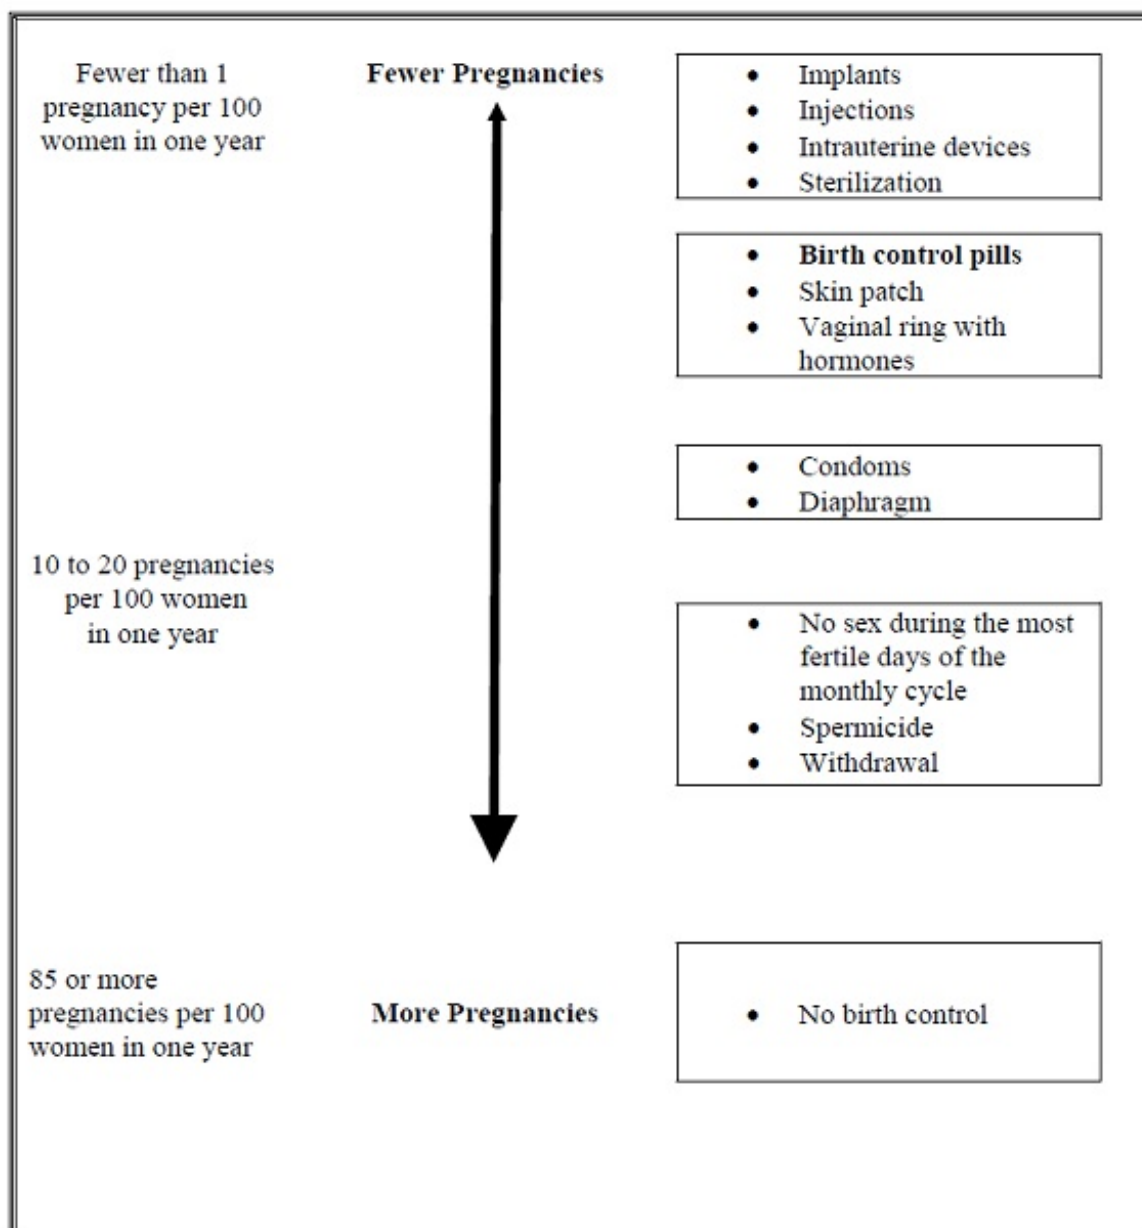 Fewer than 1
pregnancy per 100
women in one year
Fewer Pregnancies
• Implants
• Injections
• Intrauterine devices
• Sterilization
• Birth control pills
• Skin patch
• Vaginal ring with
hormones
• Condoms
• Diaphragm
10 to 20 pregnancies
per 100 women
in one year
• No sex during the most
fertile days of the
monthly cycle
• Spermicide
• Withdrawal
85 or more
pregnancies per 100
women in one year
More Pregnancies
• No birth control